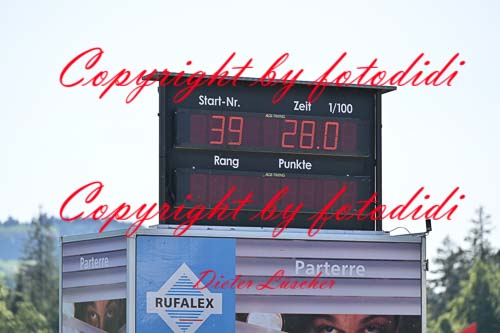 Copyright by fotodidi
Start-Nr. Zeit 1/100
39 28.0
Rang Punkte
Copyright by fotodidi
Parterre Parterre
Dieter Lüscher
RUFALEX